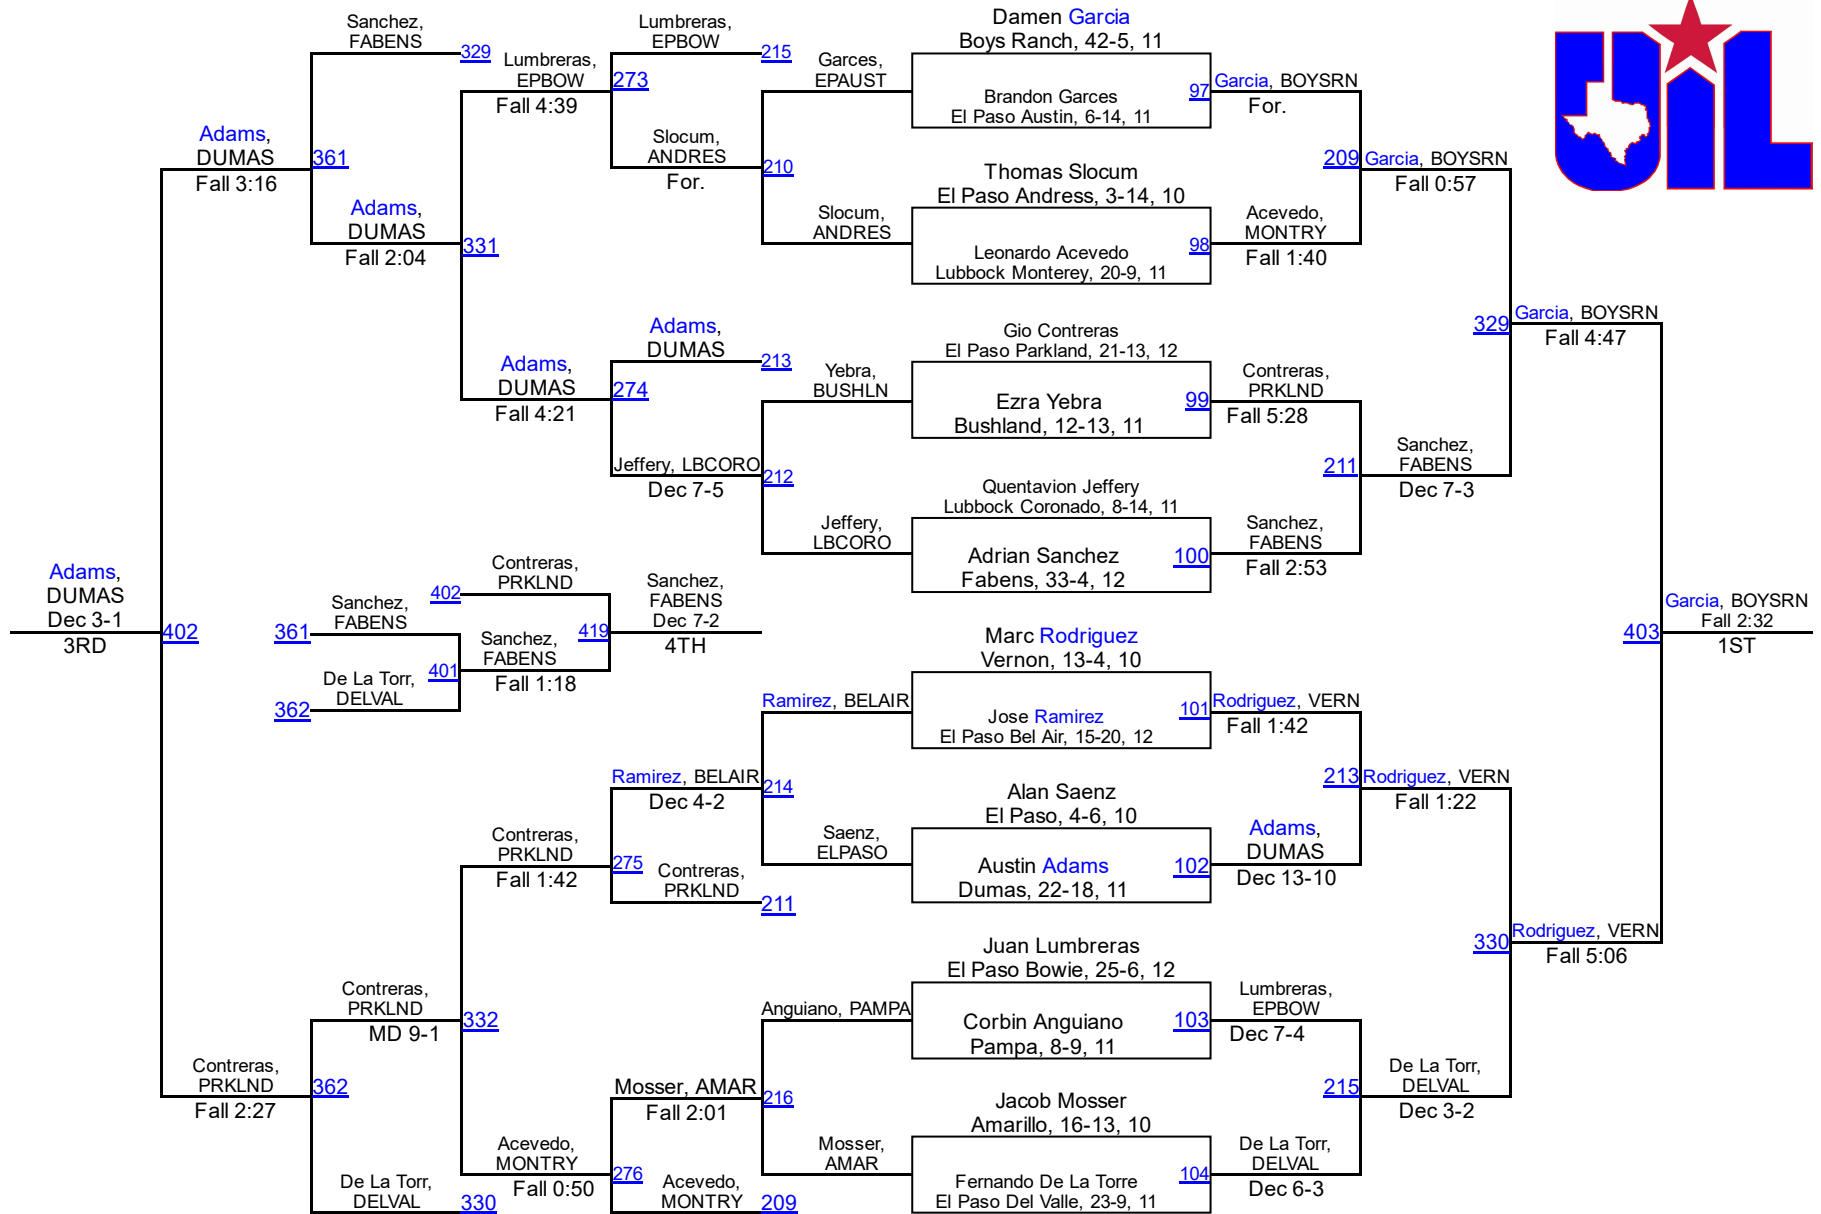 Sanchez,
FABENS
329
Adams,
DUMAS
Fall 3:16
361
Adams,
DUMAS
Fall 2:04
331
Lumbreras,
EPBOW
Fall 4:39
273
Lumbreras,
EPBOW
215
Slocum,
ANDRES
For.
210
Garces,
EPAUST
Slocum,
ANDRES
Adams,
DUMAS
Fall 4:21
274
Adams,
DUMAS
213
Jeffery, LBCORO
Dec 7-5
212
Yebra,
BUSHLN
Jeffery,
LBCORO
Adams,
DUMAS
Dec 3-1
3RD
402
361
Sanchez,
FABENS
362
De La Torr,
DELVAL
401
402
Contreras,
PRKLND
Sanchez,
FABENS
Fall 1:18
419
Sanchez,
FABENS
Dec 7-2
4TH
Contreras,
PRKLND
Fall 2:27
362
Contreras,
PRKLND
MD 9-1
332
De La Torr,
DELVAL
330
Contreras,
PRKLND
Fall 1:42
275
Ramirez, BELAIR
Dec 4-2
214
Contreras,
PRKLND
211
Ramirez, BELAIR
Saenz,
ELPASO
Acevedo,
MONTRY
Fall 0:50
276
Mosser, AMAR
Fall 2:01
216
Acevedo,
MONTRY
209
Anguiano, PAMPA
Mosser,
AMAR
Damen Garcia
Boys Ranch, 42-5, 11
Brandon Garces
El Paso Austin, 6-14, 11
97
Thomas Slocum
El Paso Andress, 3-14, 10
Leonardo Acevedo
Lubbock Monterey, 20-9, 11
98
Gio Contreras
El Paso Parkland, 21-13, 12
Ezra Yebra
Bushland, 12-13, 11
99
Quentavion Jeffery
Lubbock Coronado, 8-14, 11
Adrian Sanchez
Fabens, 33-4, 12
100
Marc Rodriguez
Vernon, 13-4, 10
Jose Ramirez
El Paso Bel Air, 15-20, 12
101
Alan Saenz
El Paso, 4-6, 10
Austin Adams
Dumas, 22-18, 11
102
Juan Lumbreras
El Paso Bowie, 25-6, 12
Corbin Anguiano
Pampa, 8-9, 11
103
Jacob Mosser
Amarillo, 16-13, 10
Fernando De La Torre
El Paso Del Valle, 23-9, 11
104
Garcia, BOYSRN
For.
Acevedo,
MONTRY
Fall 1:40
209
Garcia, BOYSRN
Fall 0:57
Contreras,
PRKLND
Fall 5:28
Sanchez,
FABENS
Fall 2:53
211
Sanchez,
FABENS
Dec 7-3
329
Garcia, BOYSRN
Fall 4:47
Rodriguez, VERN
Fall 1:42
Adams,
DUMAS
Dec 13-10
213
Rodriguez, VERN
Fall 1:22
Lumbreras,
EPBOW
Dec 7-4
De La Torr,
DELVAL
Dec 6-3
215
De La Torr,
DELVAL
Dec 3-2
330
Rodriguez, VERN
Fall 5:06
403
Garcia, BOYSRN
Fall 2:32
1ST
UIL